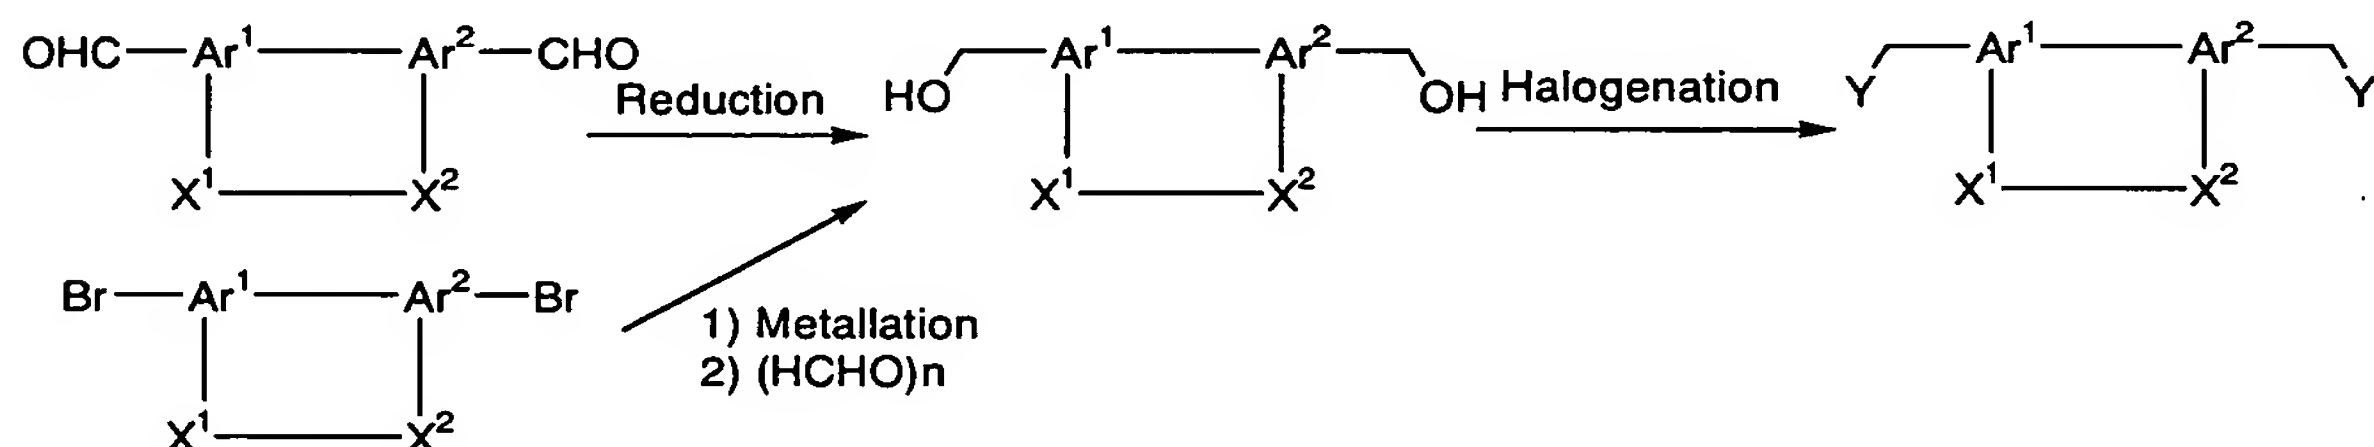 OHC Ar¹ Ar² CHO
X¹ X²
Reduction
HO Ar¹ Ar² OH
X¹ X²
Halogenation
Y Ar¹ Ar² Y
X¹ X²
Br Ar¹ Ar² Br
X¹ X²
1) Metallation
2) (HCHO)n